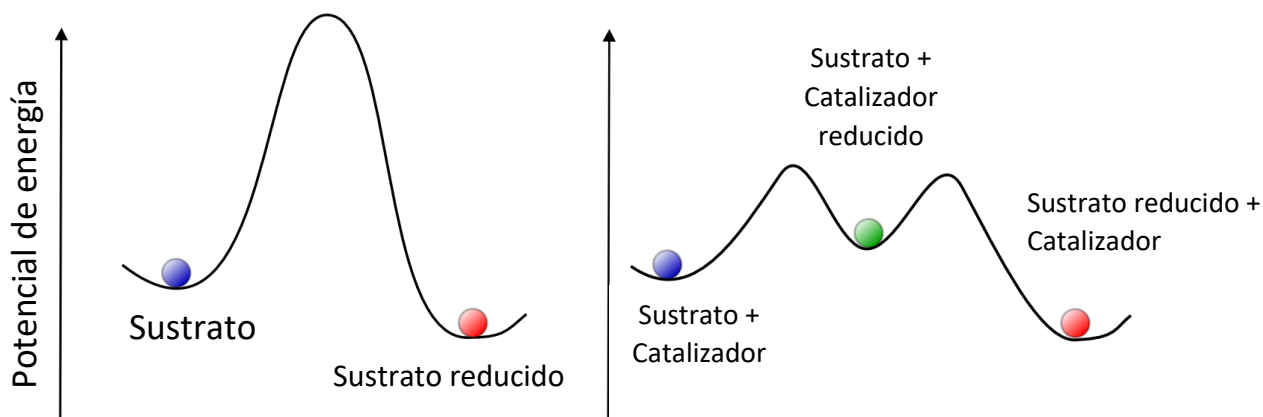 Potencial de energía
Sustrato
Sustrato reducido
Sustrato +
Catalizador
reducido
Sustrato +
Catalizador
Sustrato reducido +
Catalizador